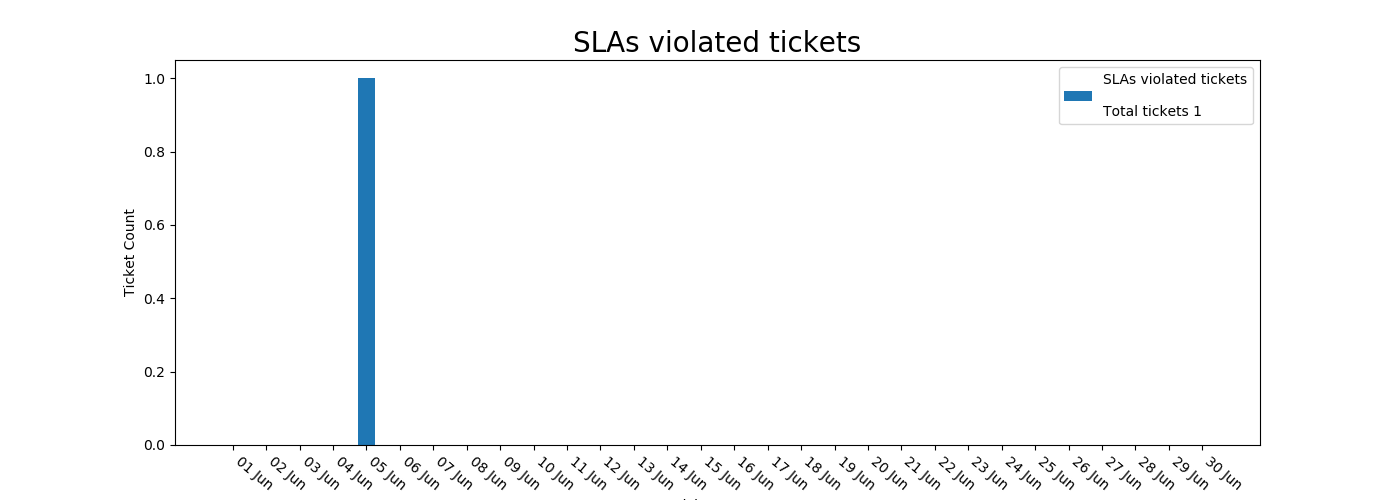 SLAs violated tickets
SLAs violated tickets
Total tickets 1
1.0
0.8
0.6
0.4
0.2
0.0
Ticket Count
01 Jun
02 Jun
03 Jun
04 Jun
05 Jun
06 Jun
07 Jun
08 Jun
09 Jun
10 Jun
11 Jun
12 Jun
13 Jun
14 Jun
15 Jun
16 Jun
17 Jun
18 Jun
19 Jun
20 Jun
21 Jun
22 Jun
23 Jun
24 Jun
25 Jun
26 Jun
27 Jun
28 Jun
29 Jun
30 Jun